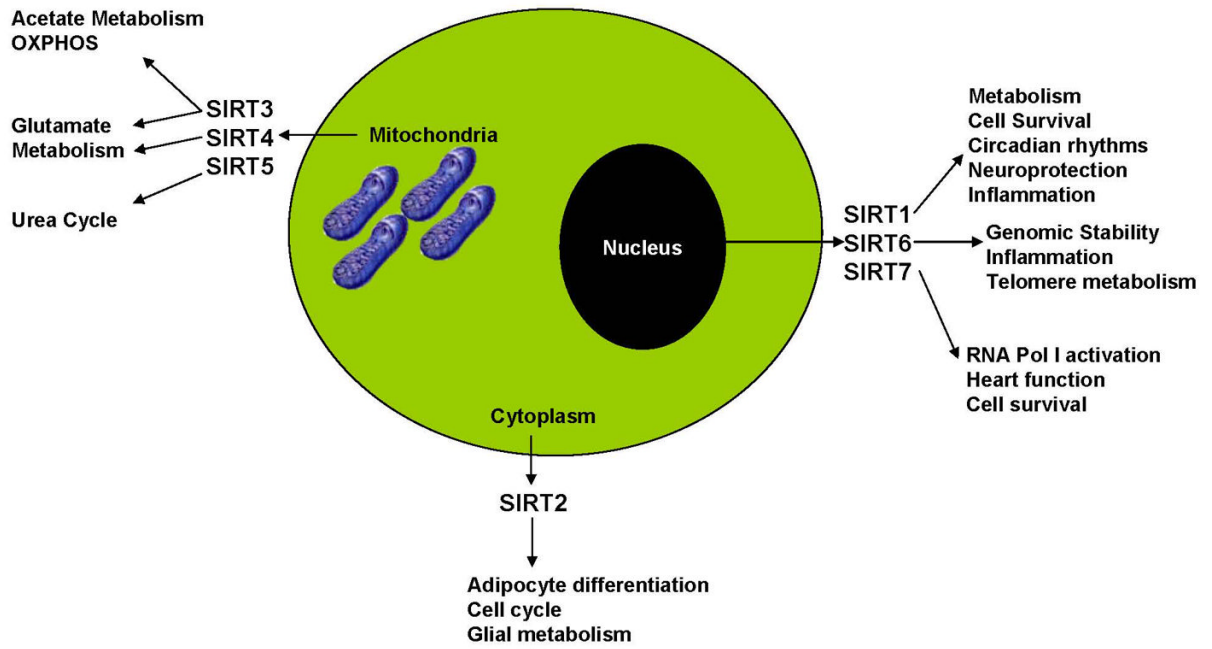 Acetate Metabolism
OXPHOS
SIRT3
Glutamate
Metabolism
SIRT4
SIRT5
Urea Cycle
Mitochondria
Nucleus
Cytoplasm
SIRT2
Adipocyte differentiation
Cell cycle
Glial metabolism
SIRT1
SIRT6
SIRT7
Metabolism
Cell Survival
Circadian rhythms
Neuroprotection
Inflammation
Genomic Stability
Inflammation
Telomere metabolism
RNA Pol I activation
Heart function
Cell survival